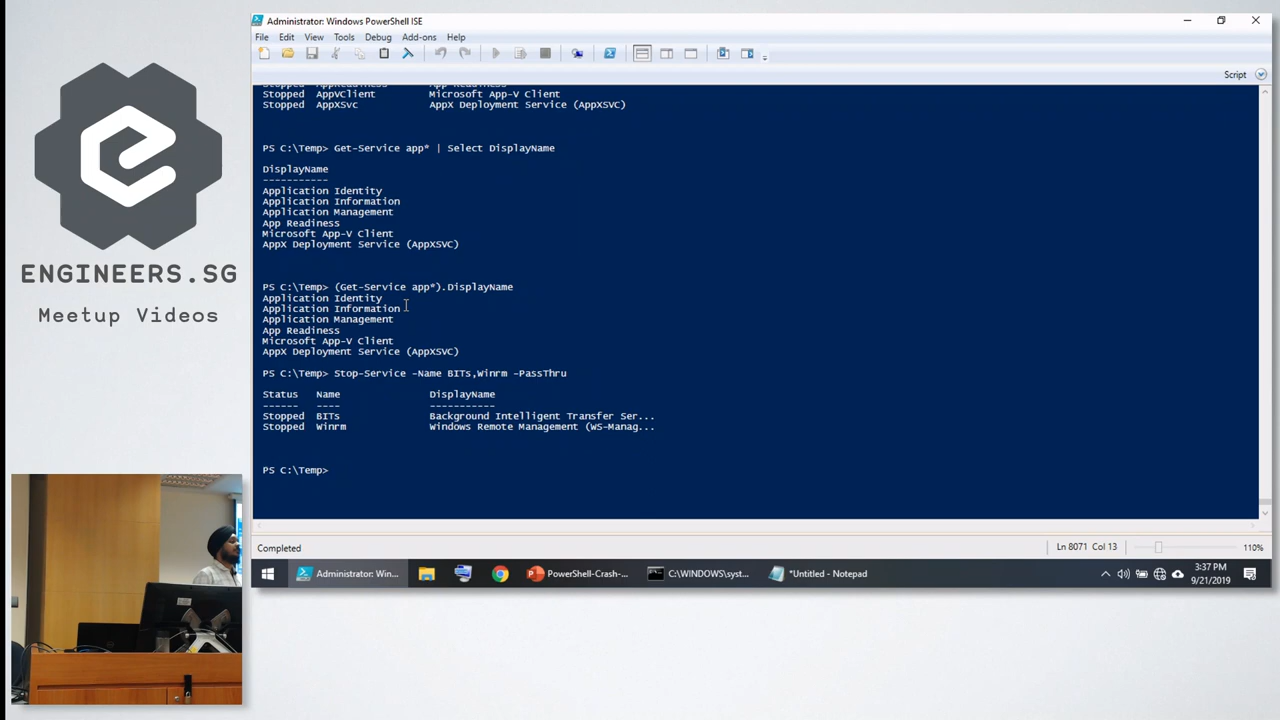 Administrator: Windows PowerShell ISE
File Edit View Tools Debug Add-ons Help
Script
Stopped AppReadiness App Readiness
Stopped AppVClient Microsoft App-V Client
Stopped AppXSvc AppX Deployment Service (AppXSVC)
PS C:\Temp> Get-Service app* | Select DisplayName
DisplayName
-----------
Application Identity
Application Information
Application Management
App Readiness
Microsoft App-V Client
AppX Deployment Service (AppXSVC)
PS C:\Temp> (Get-Service app*).DisplayName
Application Identity
Application Information
Application Management
App Readiness
Microsoft App-V Client
AppX Deployment Service (AppXSVC)
PS C:\Temp> Stop-Service -Name BITs,Winrm -PassThru
Status Name DisplayName
------ ---- -----------
Stopped BITs Background Intelligent Transfer Ser...
Stopped Winrm Windows Remote Management (WS-Manag...
PS C:\Temp>
Completed
Ln 8071 Col 13
110%
Administrator: Win...
PowerShell-Crash-...
C:\WINDOWS\syst...
*Untitled - Notepad
3:37 PM
9/21/2019
ENGINEERS.SG
Meetup Videos